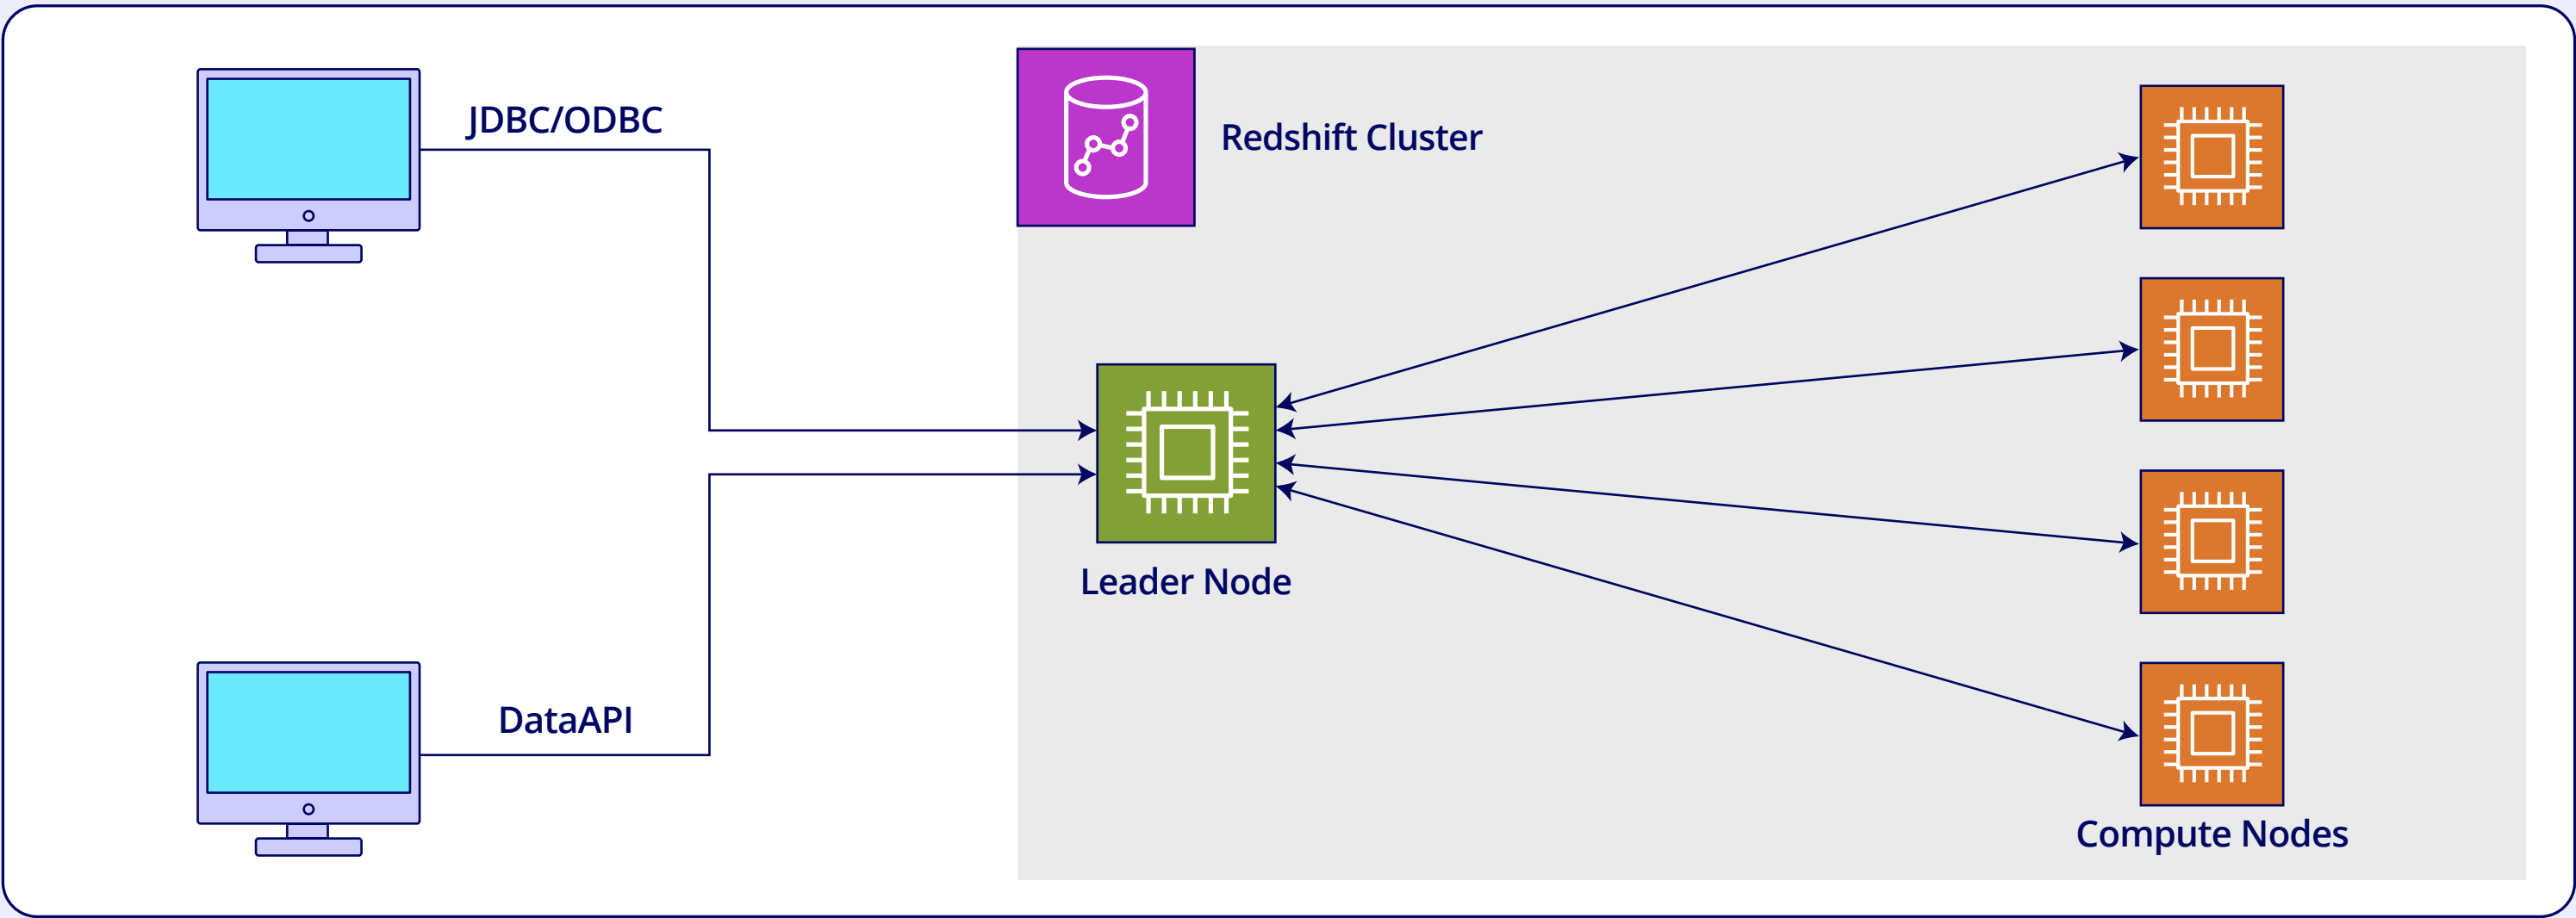 JDBC/ODBC
Redshift Cluster
Leader Node
DataAPI
Compute Nodes